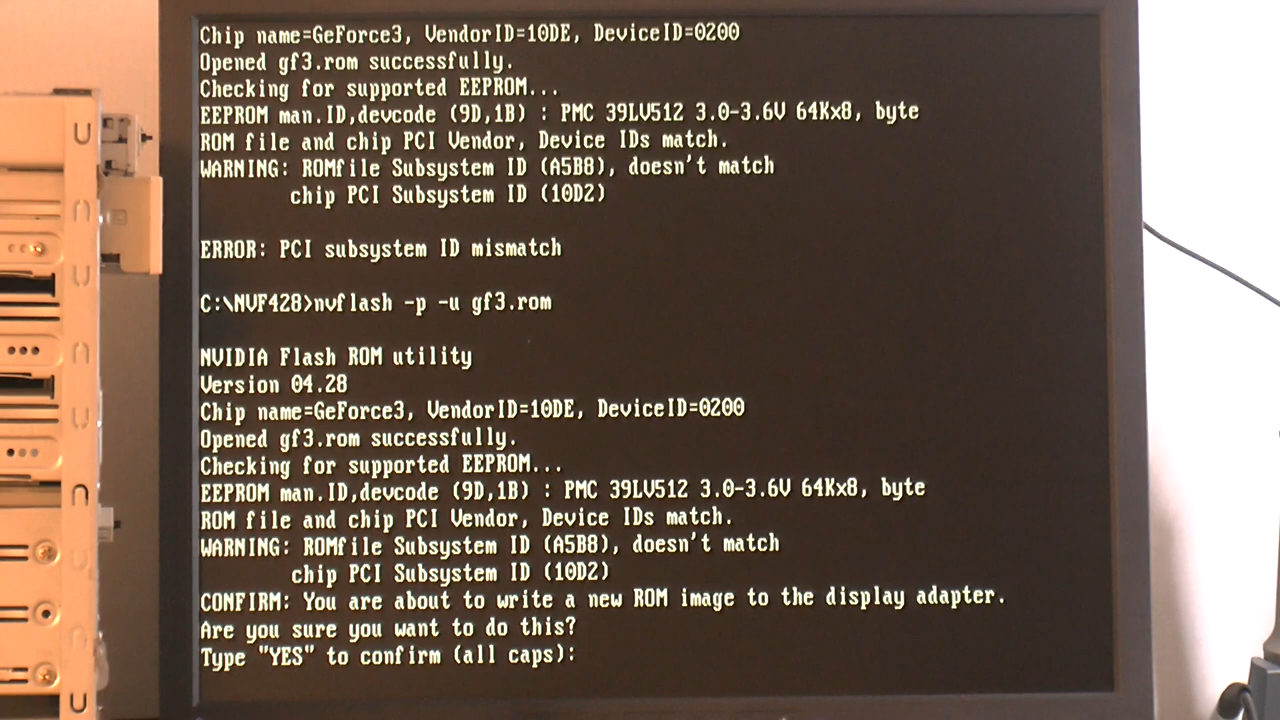 Chip name=GeForce3, VendorID=10DE, DeviceID=0200
Opened gf3.rom successfully.
Checking for supported EEPROM...
EEPROM man.ID,devcode (9D,1B) : PMC 39LV512 3.0-3.6V 64Kx8, byte
ROM file and chip PCI Vendor, Device IDs match.
WARNING: ROMfile Subsystem ID (A5B8), doesn't match
chip PCI Subsystem ID (10D2)
ERROR: PCI subsystem ID mismatch
C:\NVF428>nvflash -p -u gf3.rom
NVIDIA Flash ROM utility
Version 04.28
Chip name=GeForce3, VendorID=10DE, DeviceID=0200
Opened gf3.rom successfully.
Checking for supported EEPROM...
EEPROM man.ID,devcode (9D,1B) : PMC 39LV512 3.0-3.6V 64Kx8, byte
ROM file and chip PCI Vendor, Device IDs match.
WARNING: ROMfile Subsystem ID (A5B8), doesn't match
chip PCI Subsystem ID (10D2)
CONFIRM: You are about to write a new ROM image to the display adapter.
Are you sure you want to do this?
Type "YES" to confirm (all caps):